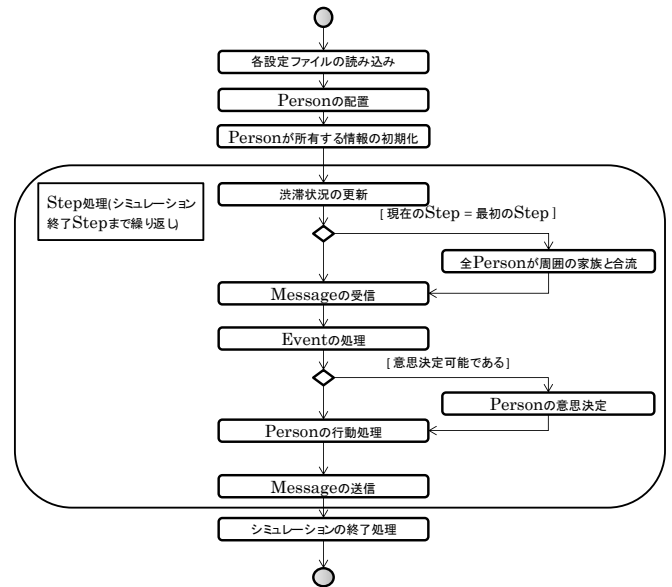 各設定ファイルの読み込み
Personの配置
Personが所有する情報の初期化
Step処理(シミュレーション
終了Stepまで繰り返し)
渋滞状況の更新
[ 現在のStep = 最初のStep ]
全Personが周囲の家族と合流
Messageの受信
Eventの処理
[ 意思決定可能である]
Personの意思決定
Personの行動処理
Messageの送信
シミュレーションの終了処理